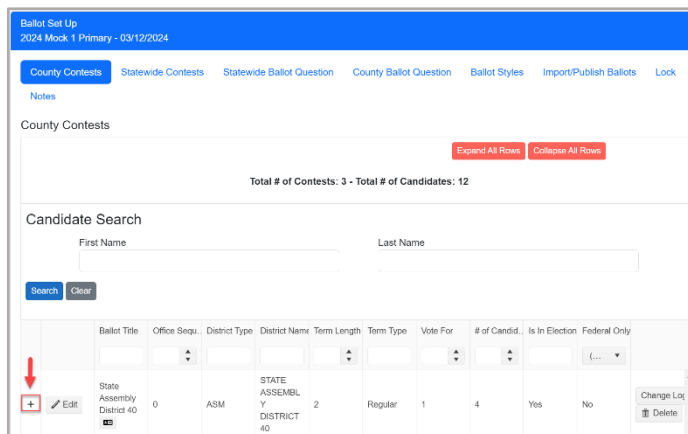 Ballot Set Up
2024 Mock 1 Primary - 03/12/2024
County Contests Statewide Contests Statewide Ballot Question County Ballot Question Ballot Styles Import/Publish Ballots Lock
Notes
County Contests
Expand All Rows Collapse All Rows
Total # of Contests: 3 - Total # of Candidates: 12
Candidate Search
First Name Last Name
Search Clear
Ballot Title Office Sequ.. District Type District Name Term Length Term Type Vote For # of Candid.. Is In Election Federal Only
(...
State Assembly District 40 0 ASM STATE ASSEMBLY DISTRICT 40 2 Regular 1 4 Yes No Change Log
+ Edit Delete